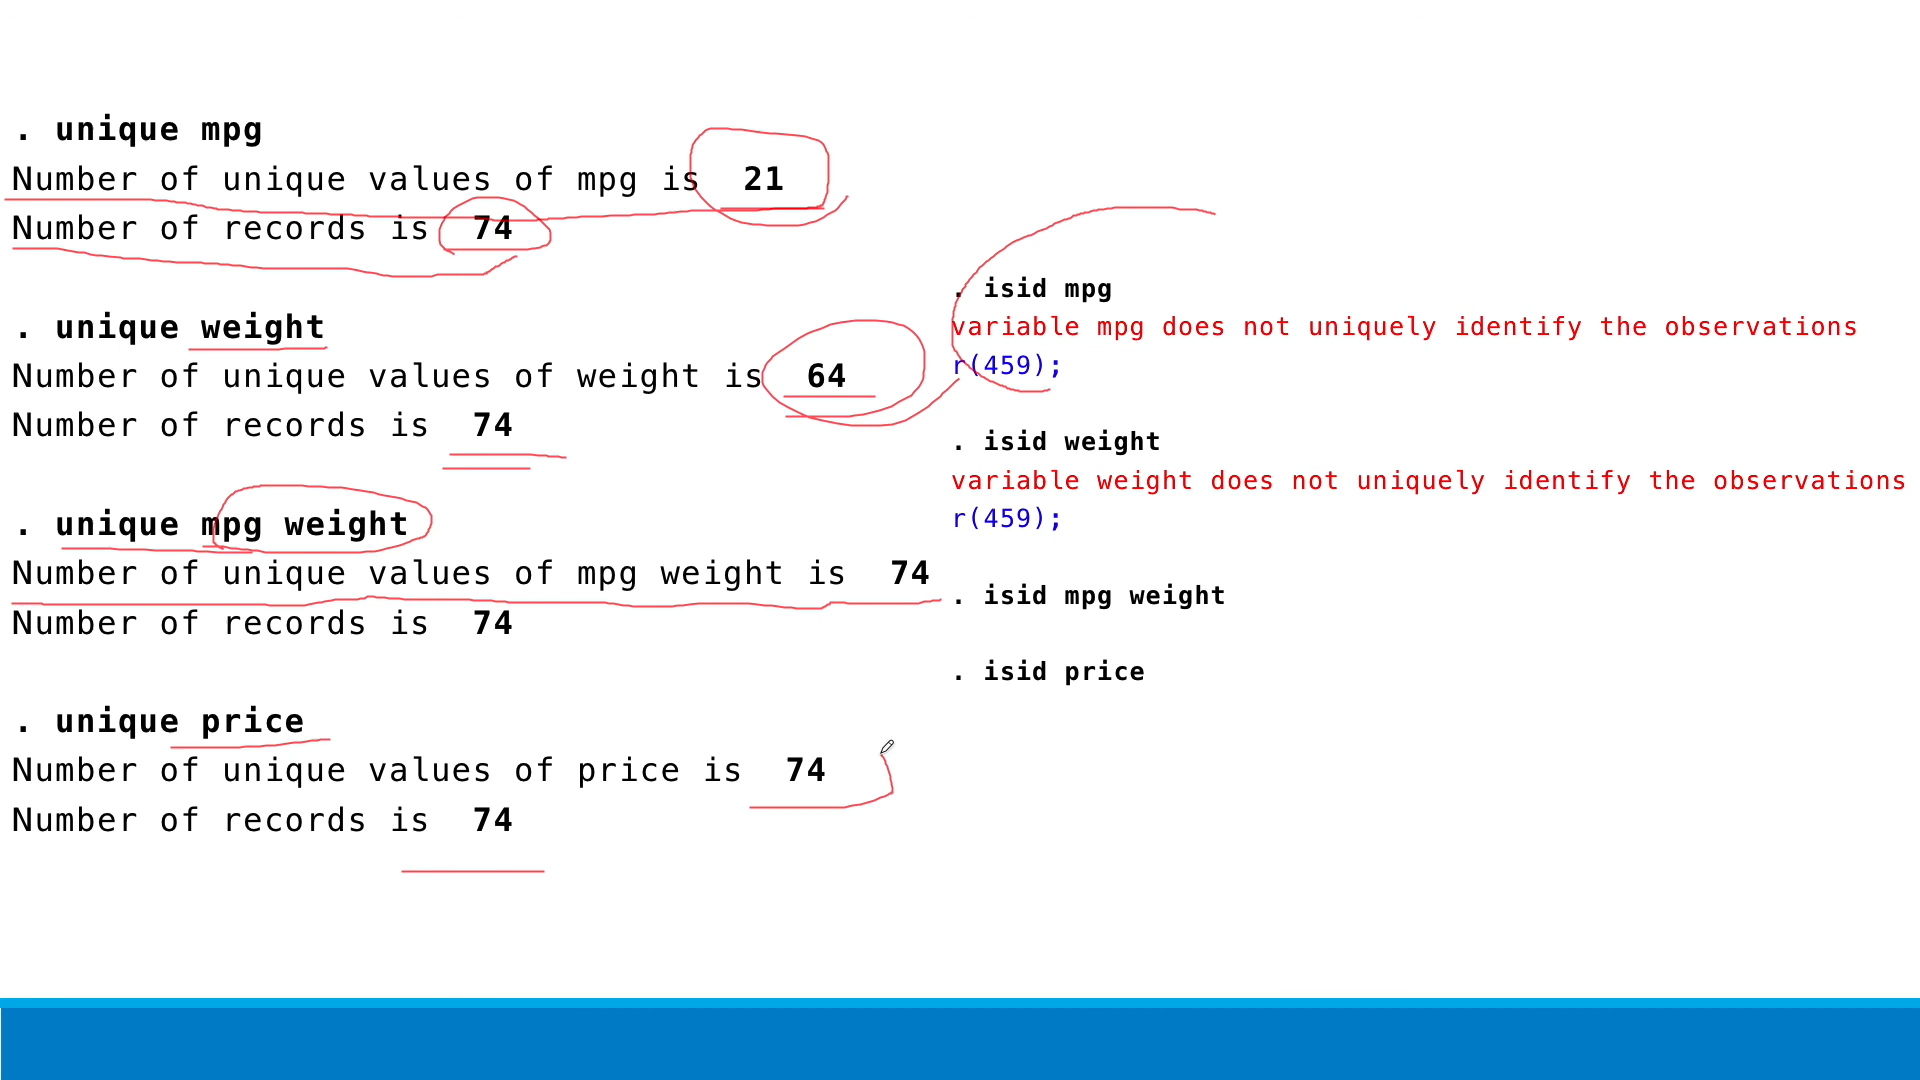 . unique mpg
Number of unique values of mpg is 21
Number of records is 74
. unique weight
Number of unique values of weight is 64
Number of records is 74
. unique mpg weight
Number of unique values of mpg weight is 74
Number of records is 74
. unique price
Number of unique values of price is 74
Number of records is 74
. isid mpg
variable mpg does not uniquely identify the observations
r(459);
. isid weight
variable weight does not uniquely identify the observations
r(459);
. isid mpg weight
. isid price